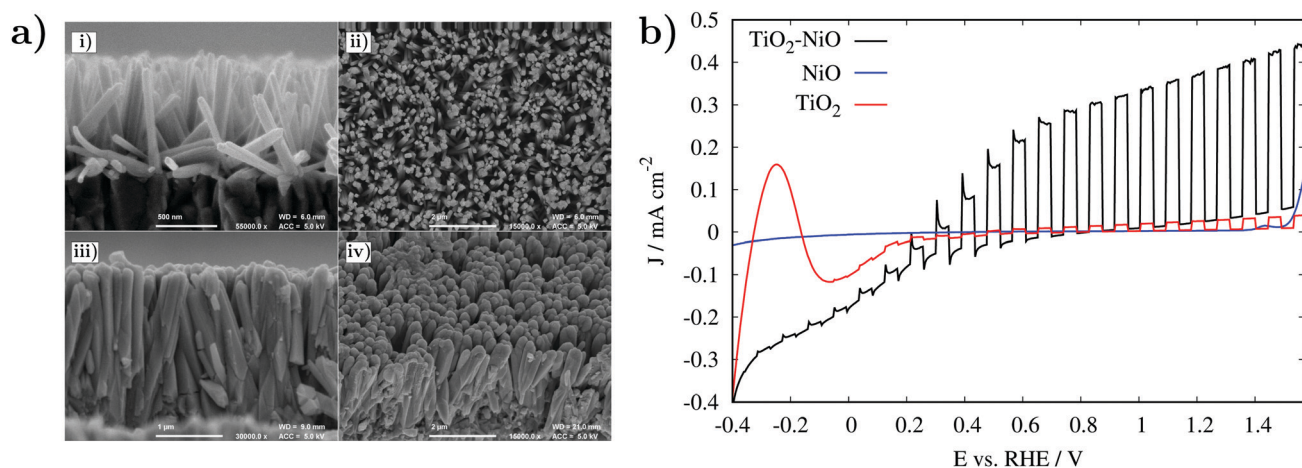 a)
i)
500 nm
WD = 6.0 mm
55000.0 x ACC = 5.0 kV
ii)
2 µm
WD = 6.0 mm
15000.0 x ACC = 5.0 kV
iii)
1 µm
WD = 9.0 mm
30000.0 x ACC = 5.0 kV
iv)
2 µm
WD = 21.0 mm
15000.0 x ACC = 5.0 kV
b)
TiO2-NiO
NiO
TiO2
J / mA cm-2
0.5
0.4
0.3
0.2
0.1
0
-0.1
-0.2
-0.3
-0.4
-0.4 -0.2 0 0.2 0.4 0.6 0.8 1 1.2 1.4
E vs. RHE / V